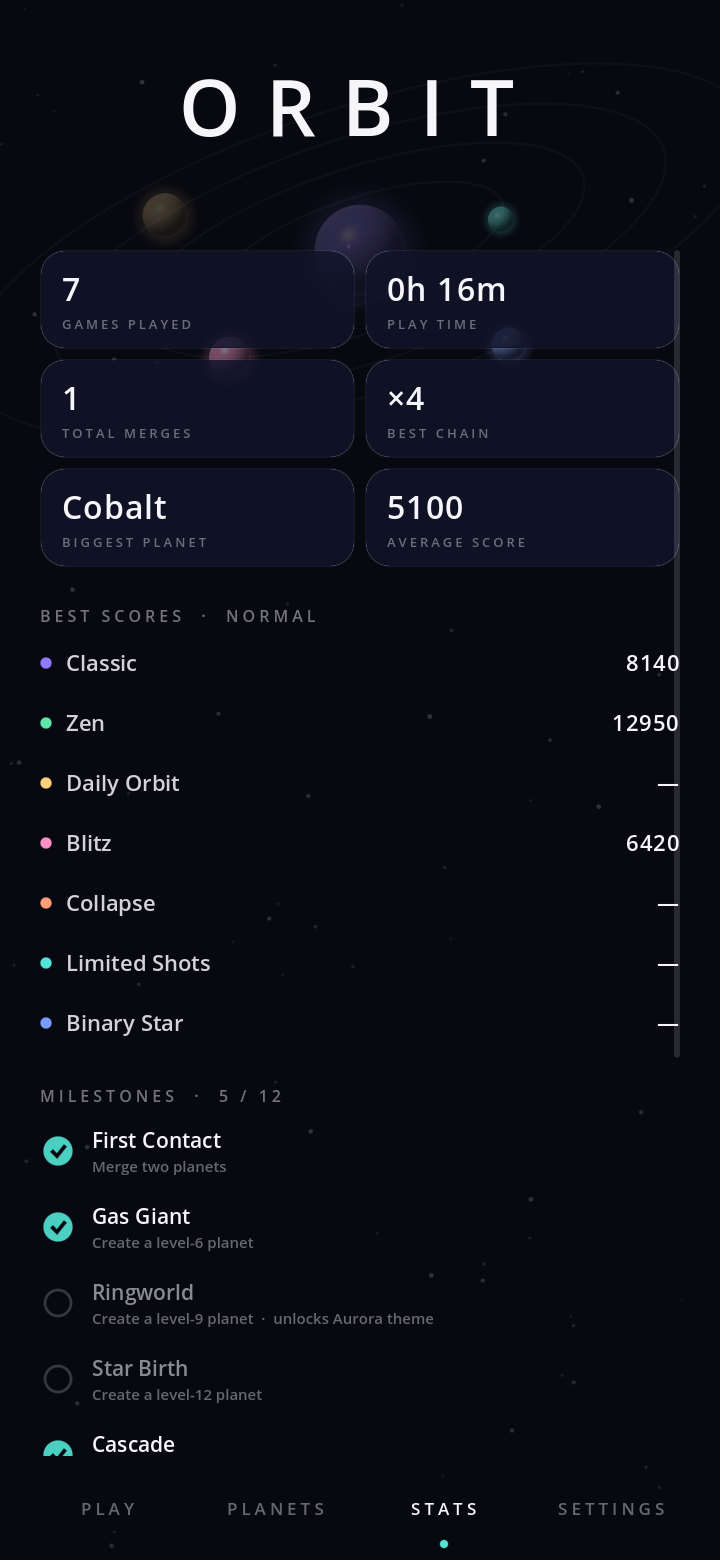 ORBIT
7
GAMES PLAYED
0h 16m
PLAY TIME
1
TOTAL MERGES
×4
BEST CHAIN
Cobalt
BIGGEST PLANET
5100
AVERAGE SCORE
BEST SCORES · NORMAL
Classic 8140
Zen 12950
Daily Orbit —
Blitz 6420
Collapse —
Limited Shots —
Binary Star —
MILESTONES · 5 / 12
First Contact
Merge two planets
Gas Giant
Create a level-6 planet
Ringworld
Create a level-9 planet · unlocks Aurora theme
Star Birth
Create a level-12 planet
Cascade
PLAY PLANETS STATS SETTINGS